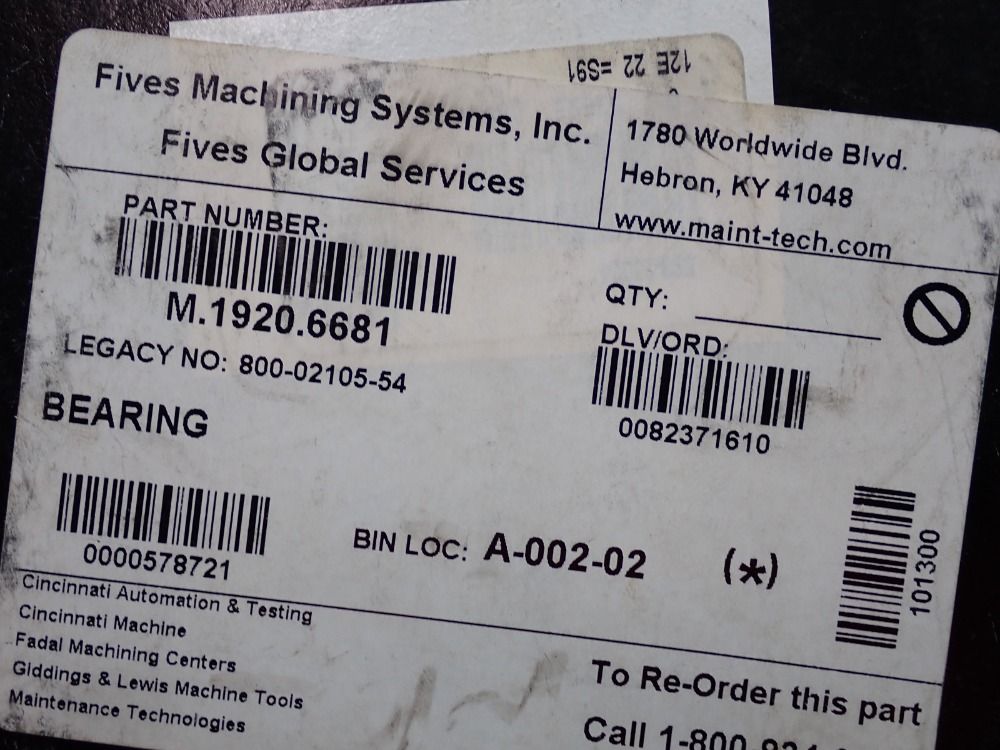 12E 22 =S91
Fives Machining Systems, Inc.
Fives Global Services
1780 Worldwide Blvd.
Hebron, KY 41048
www.maint-tech.com
PART NUMBER:
M.1920.6681
LEGACY NO: 800-02105-54
BEARING
QTY:
DLV/ORD:
0082371610
0000578721
BIN LOC: A-002-02 (*)
101300
Cincinnati Automation & Testing
Cincinnati Machine
Fadal Machining Centers
Giddings & Lewis Machine Tools
Maintenance Technologies
To Re-Order this part
Call 1-800